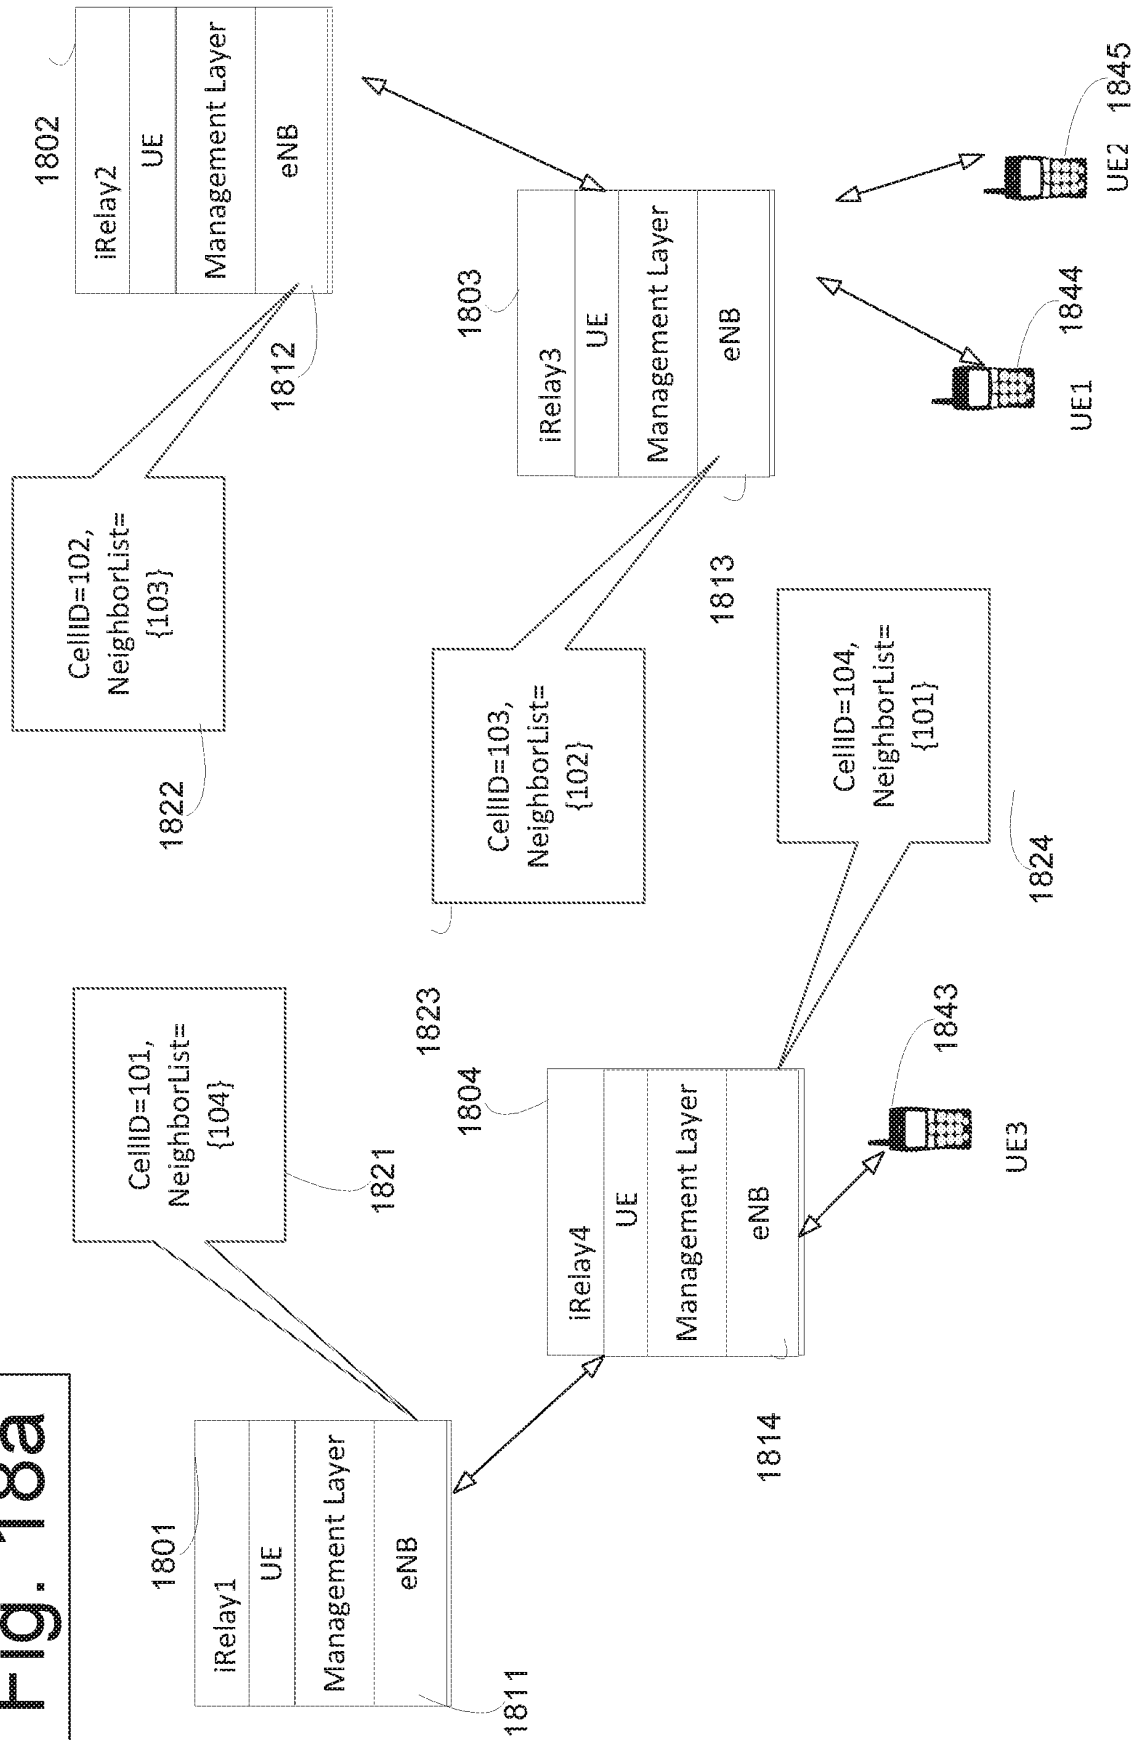 Fig. 18a
1801
iRelay1
UE
Management Layer
eNB
1811
CellID=101,
NeighborList=
{104}
1821
1802
iRelay2
UE
Management Layer
eNB
1812
CellID=102,
NeighborList=
{103}
1822
1803
iRelay3
UE
Management Layer
eNB
1813
CellID=103,
NeighborList=
{102}
1823
1804
iRelay4
UE
Management Layer
eNB
1814
CellID=104,
NeighborList=
{101}
1824
1843
UE3
1844
UE1
1845
UE2